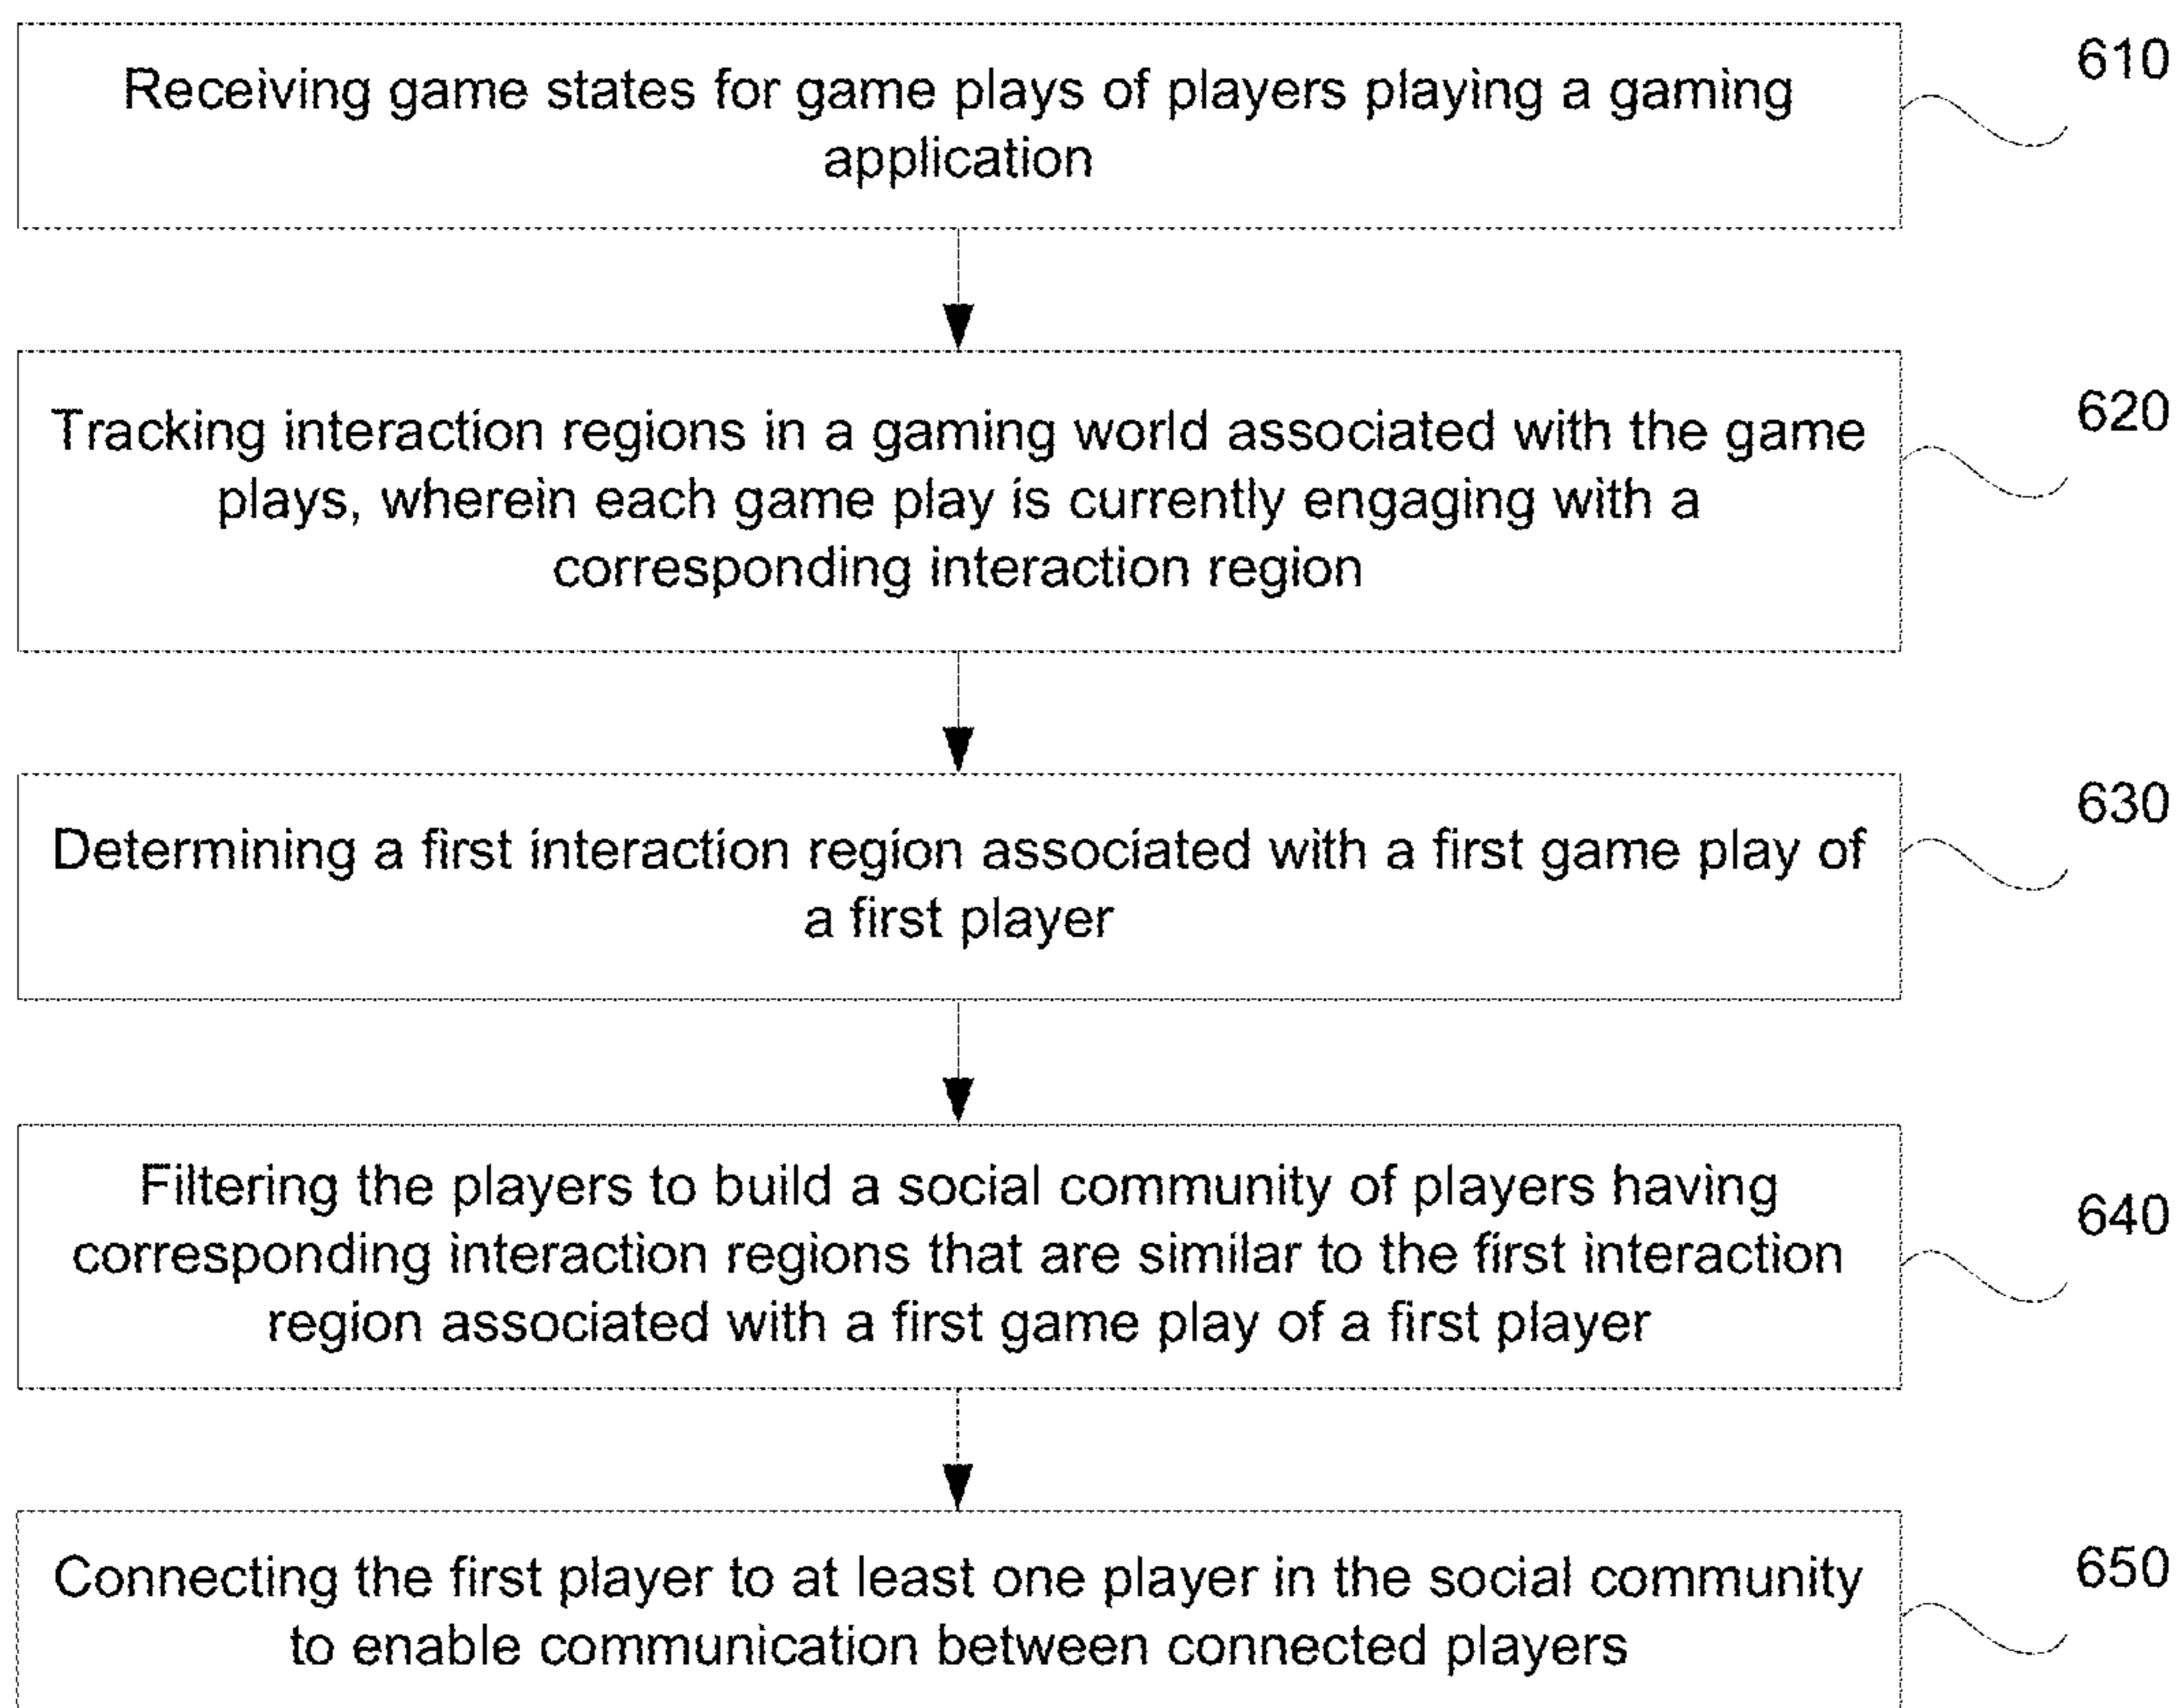 Receiving game states for game plays of players playing a gaming
application
610
Tracking interaction regions in a gaming world associated with the game
plays, wherein each game play is currently engaging with a
corresponding interaction region
620
Determining a first interaction region associated with a first game play of
a first player
630
Filtering the players to build a social community of players having
corresponding interaction regions that are similar to the first interaction
region associated with a first game play of a first player
640
Connecting the first player to at least one player in the social community
to enable communication between connected players
650